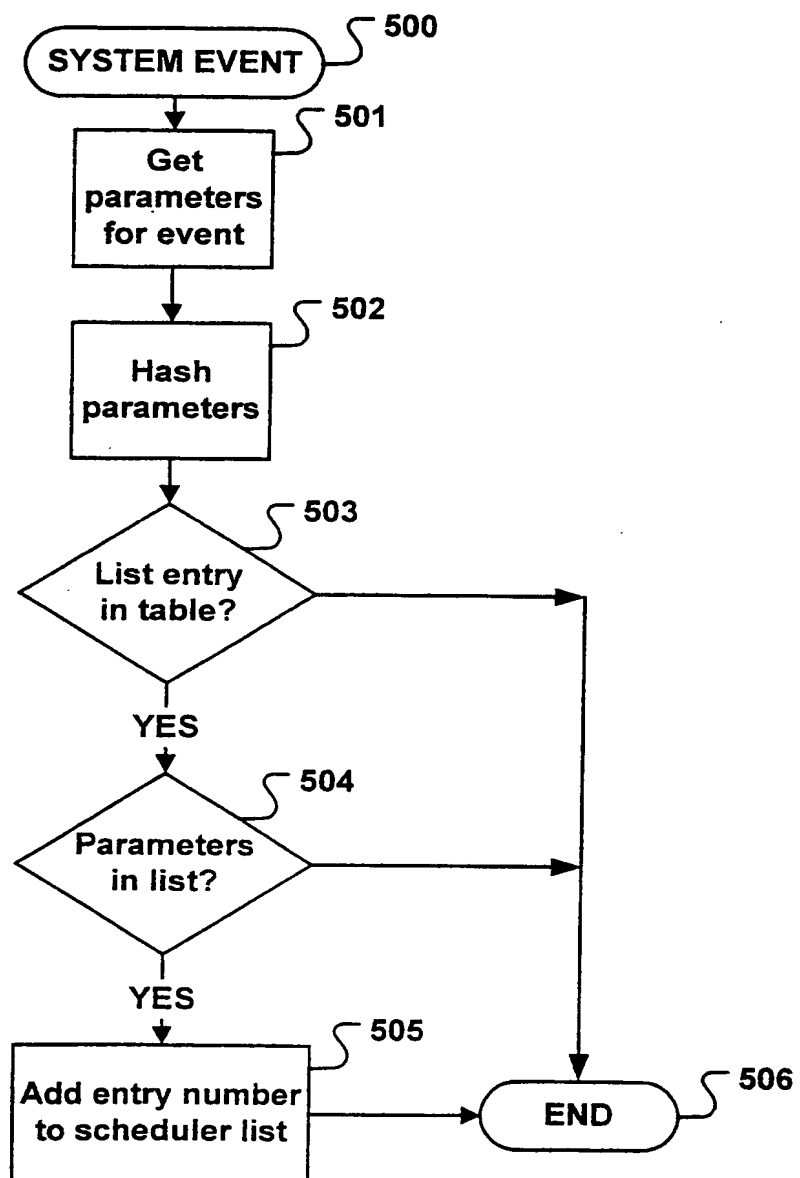 SYSTEM EVENT
500
501
Get
parameters
for event
502
Hash
parameters
503
List entry
in table?
YES
504
Parameters
in list?
YES
505
Add entry number
to scheduler list
END
506